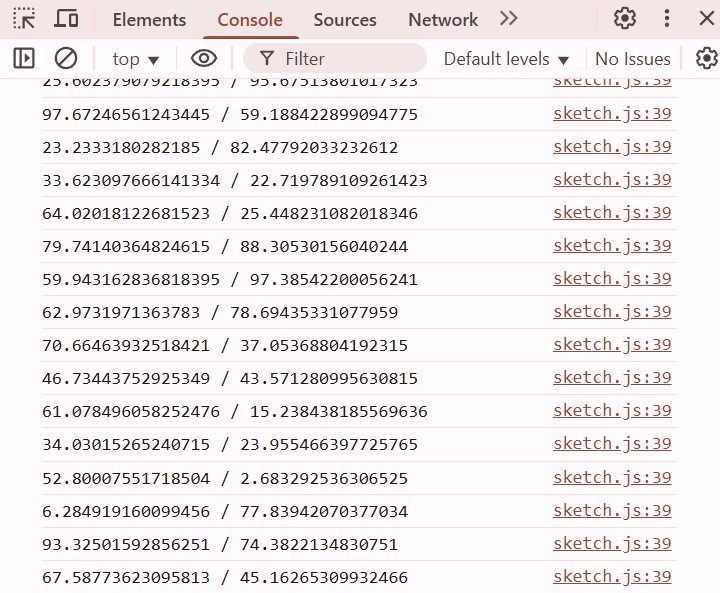 Elements Console Sources Network
top Filter Default levels No Issues
25.602379079218395 / 95.67513801017323 sketch.js:39
97.67246561243445 / 59.188422899094775 sketch.js:39
23.2333180282185 / 82.47792033232612 sketch.js:39
33.623097666141334 / 22.719789109261423 sketch.js:39
64.02018122681523 / 25.448231082018346 sketch.js:39
79.74140364824615 / 88.30530156040244 sketch.js:39
59.943162836818395 / 97.38542200056241 sketch.js:39
62.9731971363783 / 78.69435331077959 sketch.js:39
70.66463932518421 / 37.05368804192315 sketch.js:39
46.73443752925349 / 43.571280995630815 sketch.js:39
61.078496058252476 / 15.238438185569636 sketch.js:39
34.03015265240715 / 23.955466397725765 sketch.js:39
52.80007551718504 / 2.683292536306525 sketch.js:39
6.284919160099456 / 77.83942070377034 sketch.js:39
93.32501592856251 / 74.3822134830751 sketch.js:39
67.58773623095813 / 45.16265309932466 sketch.js:39